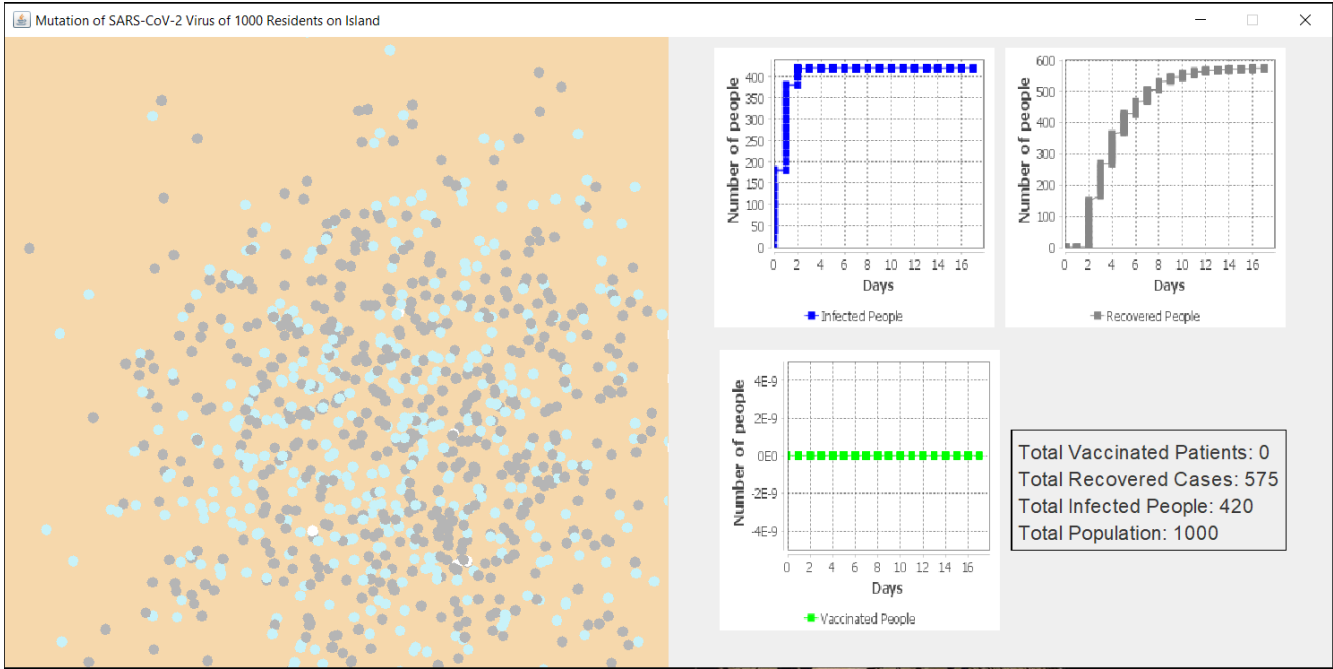 Mutation of SARS-CoV-2 Virus of 1000 Residents on Island
Number of people
400
350
300
250
200
150
100
50
0
0 2 4 6 8 10 12 14 16
Days
Infected People
Number of people
600
500
400
300
200
100
0
0 2 4 6 8 10 12 14 16
Days
Recovered People
Number of people
4E-9
2E-9
0E0
-2E-9
-4E-9
0 2 4 6 8 10 12 14 16
Days
Vaccinated People
Total Vaccinated Patients: 0
Total Recovered Cases: 575
Total Infected People: 420
Total Population: 1000